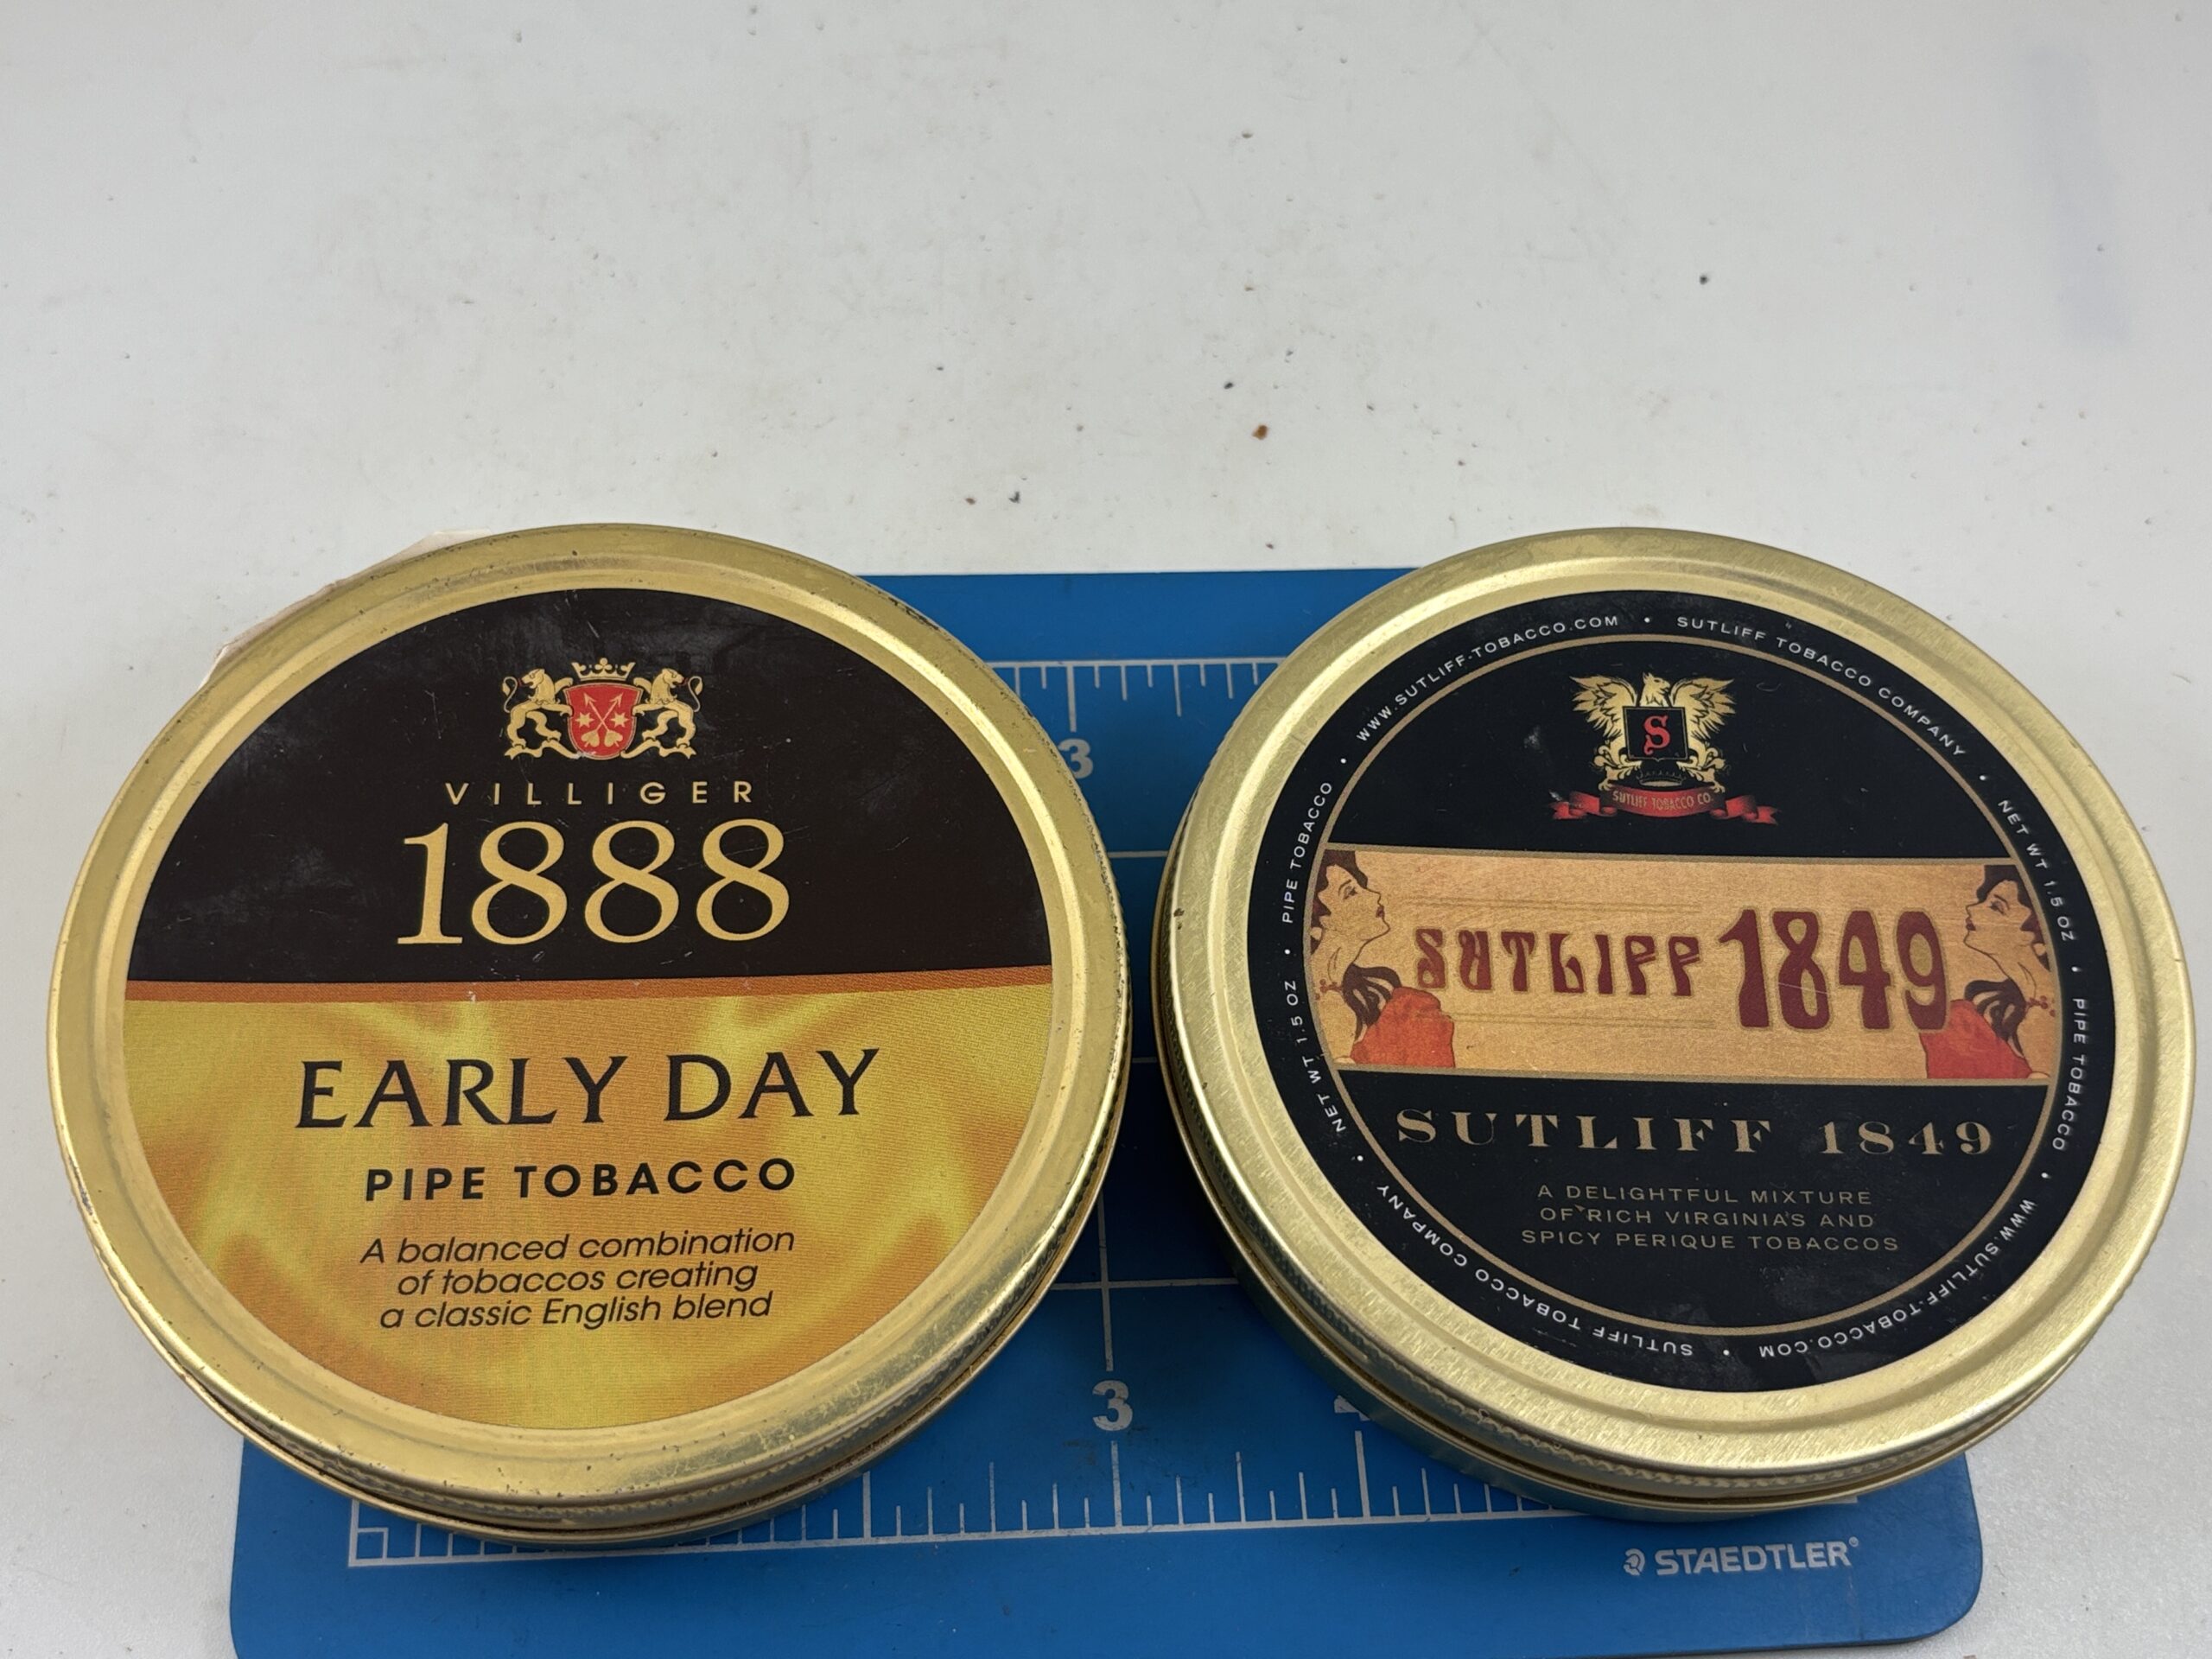 VILLIGER
1888
EARLY DAY
PIPE TOBACCO
A balanced combination
of tobaccos creating
a classic English blend
WWW.SUTLIFF-TOBACCO.COM • SUTLIFF TOBACCO COMPANY • NET WT 1.5 OZ • PIPE TOBACCO • WWW.SUTLIFF-TOBACCO.COM • SUTLIFF TOBACCO COMPANY • NET WT 1.5 OZ • PIPE TOBACCO •
S
SUTLIFF TOBACCO CO.
SUTLIFF 1849
SUTLIFF 1849
A DELIGHTFUL MIXTURE
OF RICH VIRGINIA'S AND
SPICY PERIQUE TOBACCOS
3
3
4
STAEDTLER®